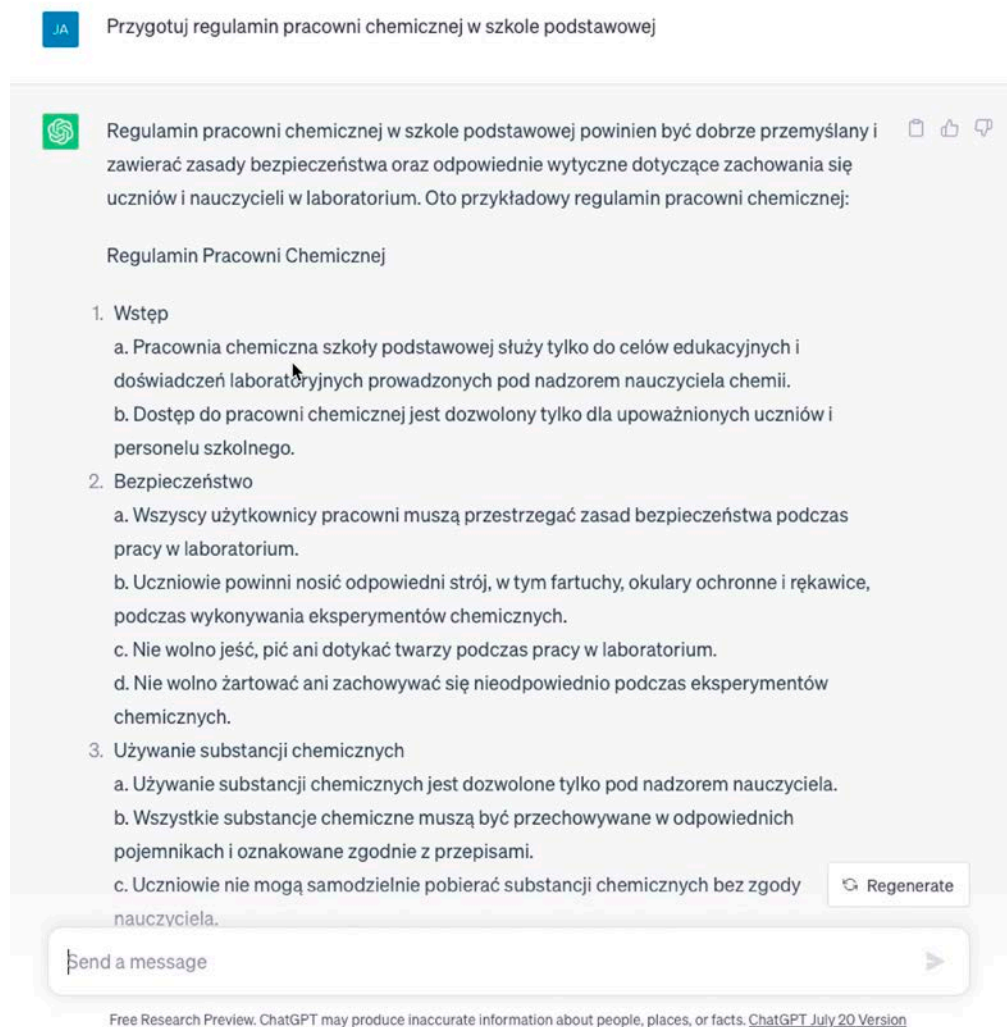 JA
Przygotuj regulamin pracowni chemicznej w szkole podstawowej
Regulamin pracowni chemicznej w szkole podstawowej powinien być dobrze przemyślany i
zawierać zasady bezpieczeństwa oraz odpowiednie wytyczne dotyczące zachowania się
uczniów i nauczycieli w laboratorium. Oto przykładowy regulamin pracowni chemicznej:
Regulamin Pracowni Chemicznej
1. Wstęp
a. Pracownia chemiczna szkoły podstawowej służy tylko do celów edukacyjnych i
doświadczeń laboratoryjnych prowadzonych pod nadzorem nauczyciela chemii.
b. Dostęp do pracowni chemicznej jest dozwolony tylko dla upoważnionych uczniów i
personelu szkolnego.
2. Bezpieczeństwo
a. Wszyscy użytkownicy pracowni muszą przestrzegać zasad bezpieczeństwa podczas
pracy w laboratorium.
b. Uczniowie powinni nosić odpowiedni strój, w tym fartuchy, okulary ochronne i rękawice,
podczas wykonywania eksperymentów chemicznych.
c. Nie wolno jeść, pić ani dotykać twarzy podczas pracy w laboratorium.
d. Nie wolno żartować ani zachowywać się nieodpowiednio podczas eksperymentów
chemicznych.
3. Używanie substancji chemicznych
a. Używanie substancji chemicznych jest dozwolone tylko pod nadzorem nauczyciela.
b. Wszystkie substancje chemiczne muszą być przechowywane w odpowiednich
pojemnikach i oznakowane zgodnie z przepisami.
c. Uczniowie nie mogą samodzielnie pobierać substancji chemicznych bez zgody
nauczyciela.
Regenerate
Send a message
Free Research Preview. ChatGPT may produce inaccurate information about people, places, or facts. ChatGPT July 20 Version